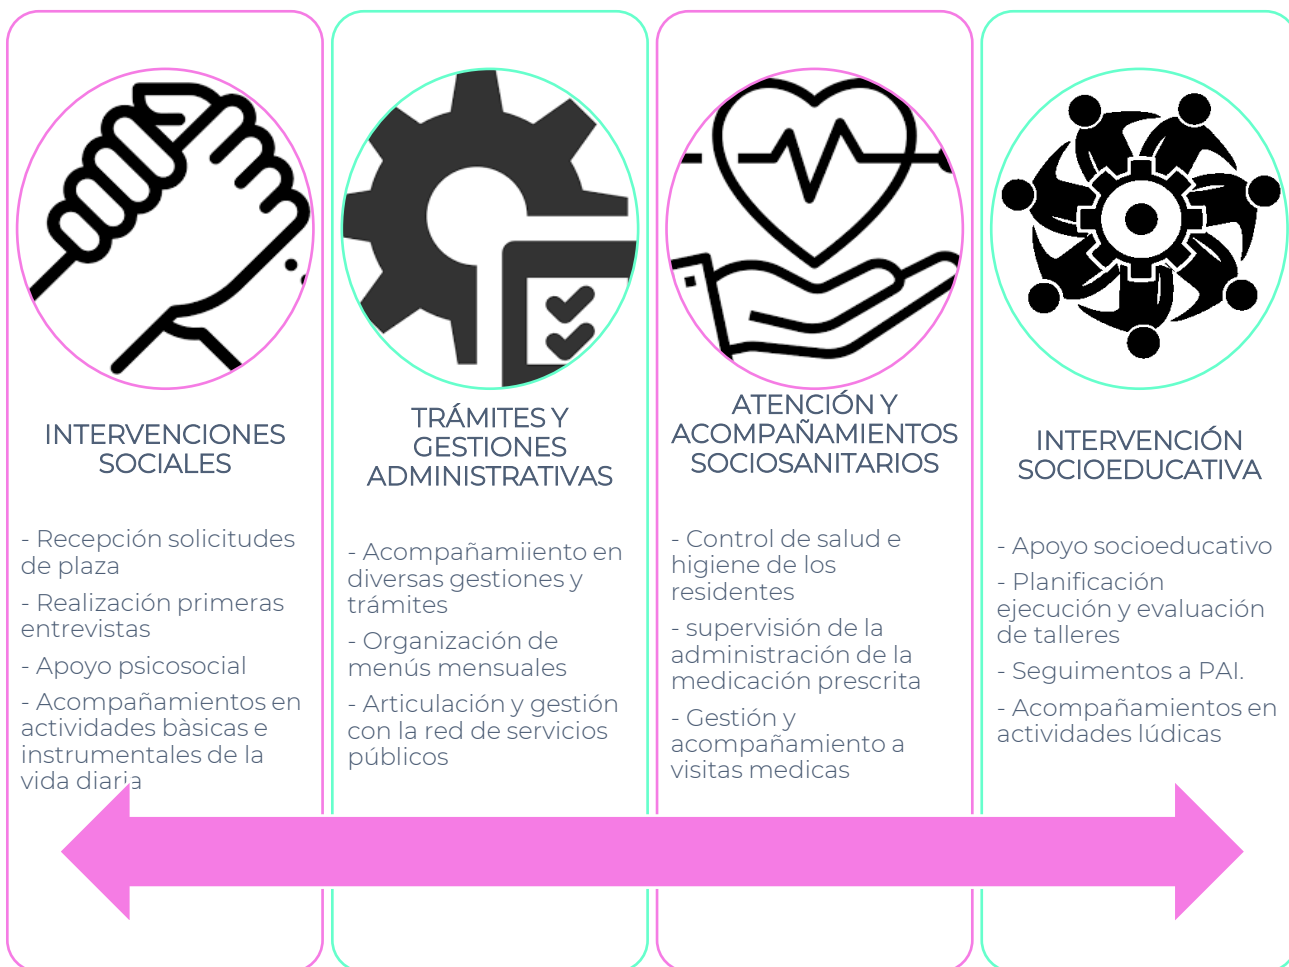 INTERVENCIONES
SOCIALES
- Recepción solicitudes
de plaza
- Realización primeras
entrevistas
- Apoyo psicosocial
- Acompañamientos en
actividades bàsicas e
instrumentales de la
vida diaria
TRÁMITES Y
GESTIONES
ADMINISTRATIVAS
- Acompañamiiento en
diversas gestiones y
trámites
- Organización de
menús mensuales
- Articulación y gestión
con la red de servicios
públicos
ATENCIÓN Y
ACOMPAÑAMIENTOS
SOCIOSANITARIOS
- Control de salud e
higiene de los
residentes
- supervisión de la
administración de la
medicación prescrita
- Gestión y
acompañamiento a
visitas medicas
INTERVENCIÓN
SOCIOEDUCATIVA
- Apoyo socioeducativo
- Planificación
ejecución y evaluación
de talleres
- Seguimentos a PAI.
- Acompañamientos en
actividades lúdicas